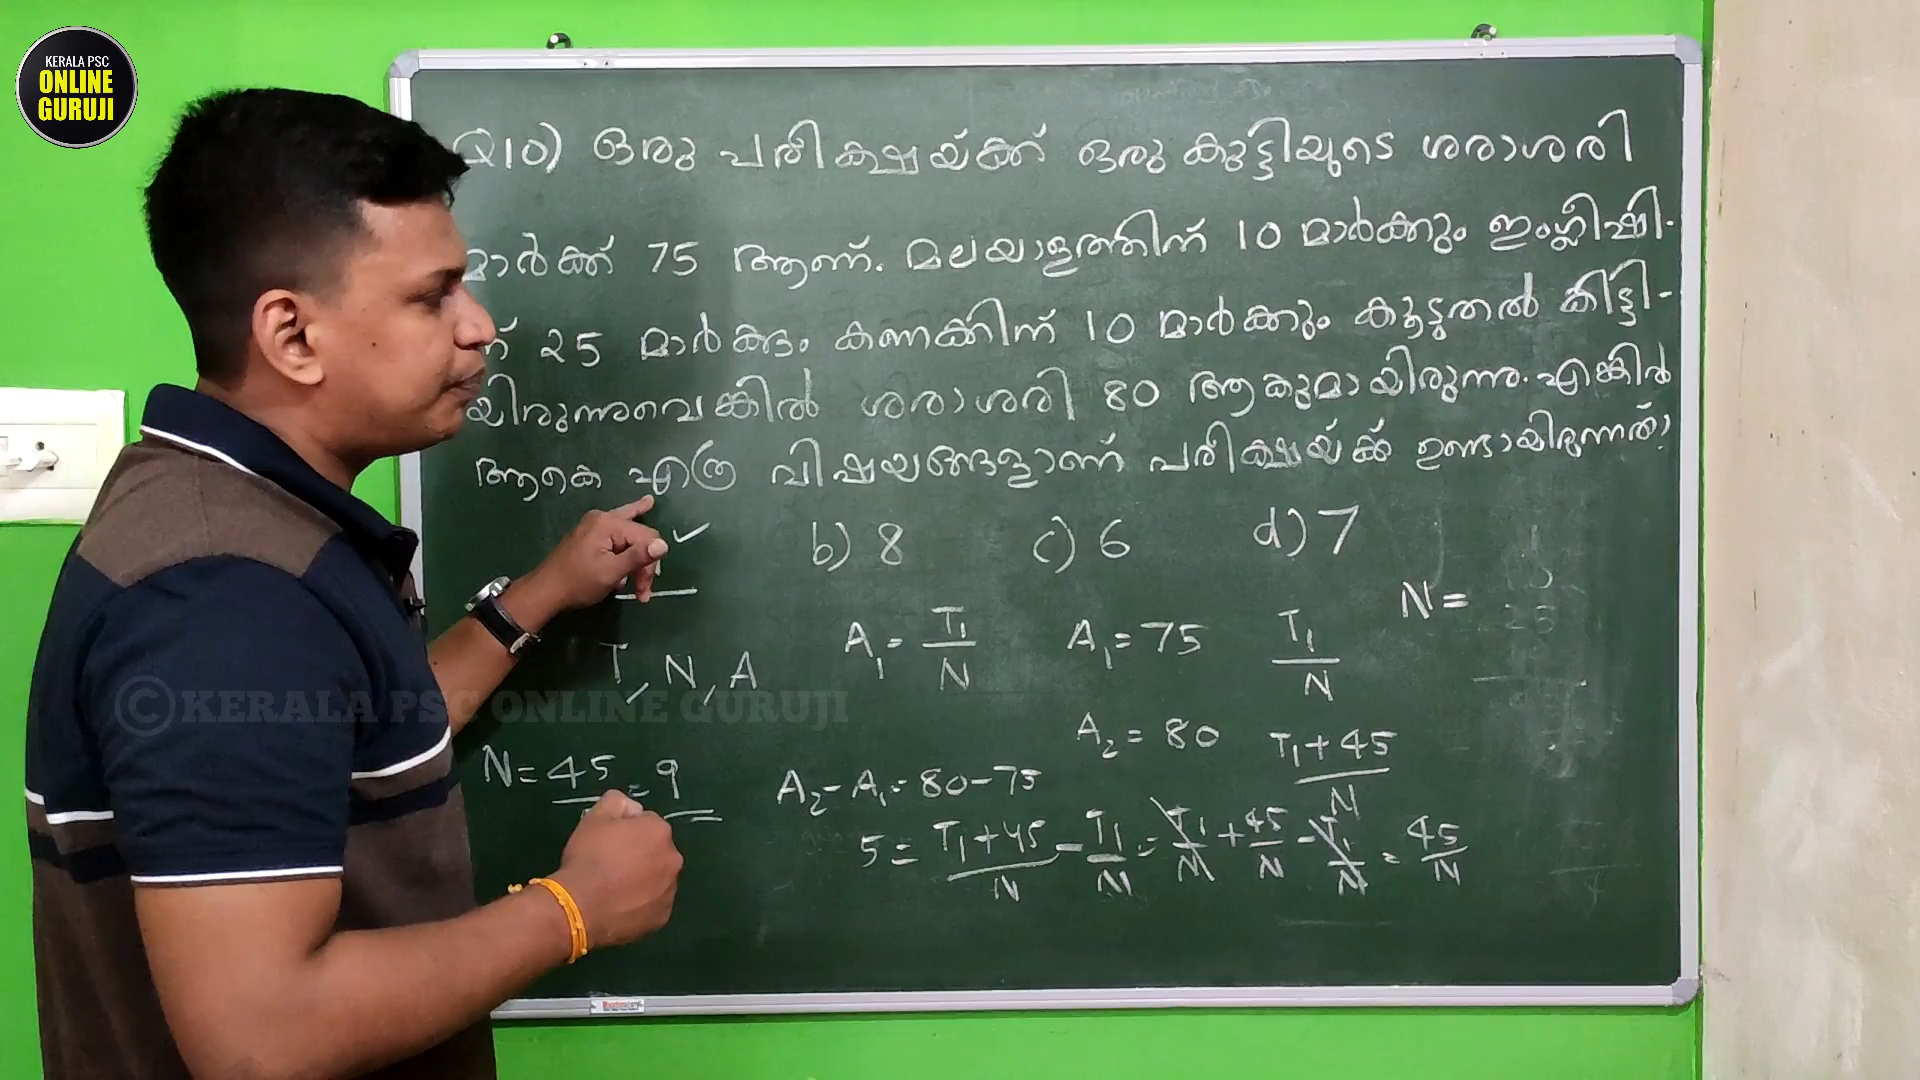 KERALA PSC
ONLINE
GURUJI
Q10) ഒരു പരീക്ഷയ്ക്ക് ഒരു കുട്ടിയുടെ ശരാശരി
മാർക്ക് 75 ആണ്. മലയാളത്തിന് 10 മാർക്കും ഇംഗ്ലീഷി-
ന് 25 മാർക്കും കണക്കിന് 10 മാർക്കും കൂടുതൽ കിട്ടി-
യിരുന്നുവെങ്കിൽ ശരാശരി 80 ആകുമായിരുന്നു. എങ്കിൽ
ആകെ എത്ര വിഷയങ്ങളാണ് പരീക്ഷയ്ക്ക് ഉണ്ടായിരുന്നത്?
✓ b) 8 c) 6 d) 7
N=
T, N, A A₁ = T₁/N A₁ = 75 T₁/N
©KERALA PSC ONLINE GURUJI
A₂ = 80 T₁+45/N
N = 45 = 9 A₂ - A₁ = 80-75
5 = T₁+45/N - T₁/N = T₁/N + 45/N - T₁/N = 45/N